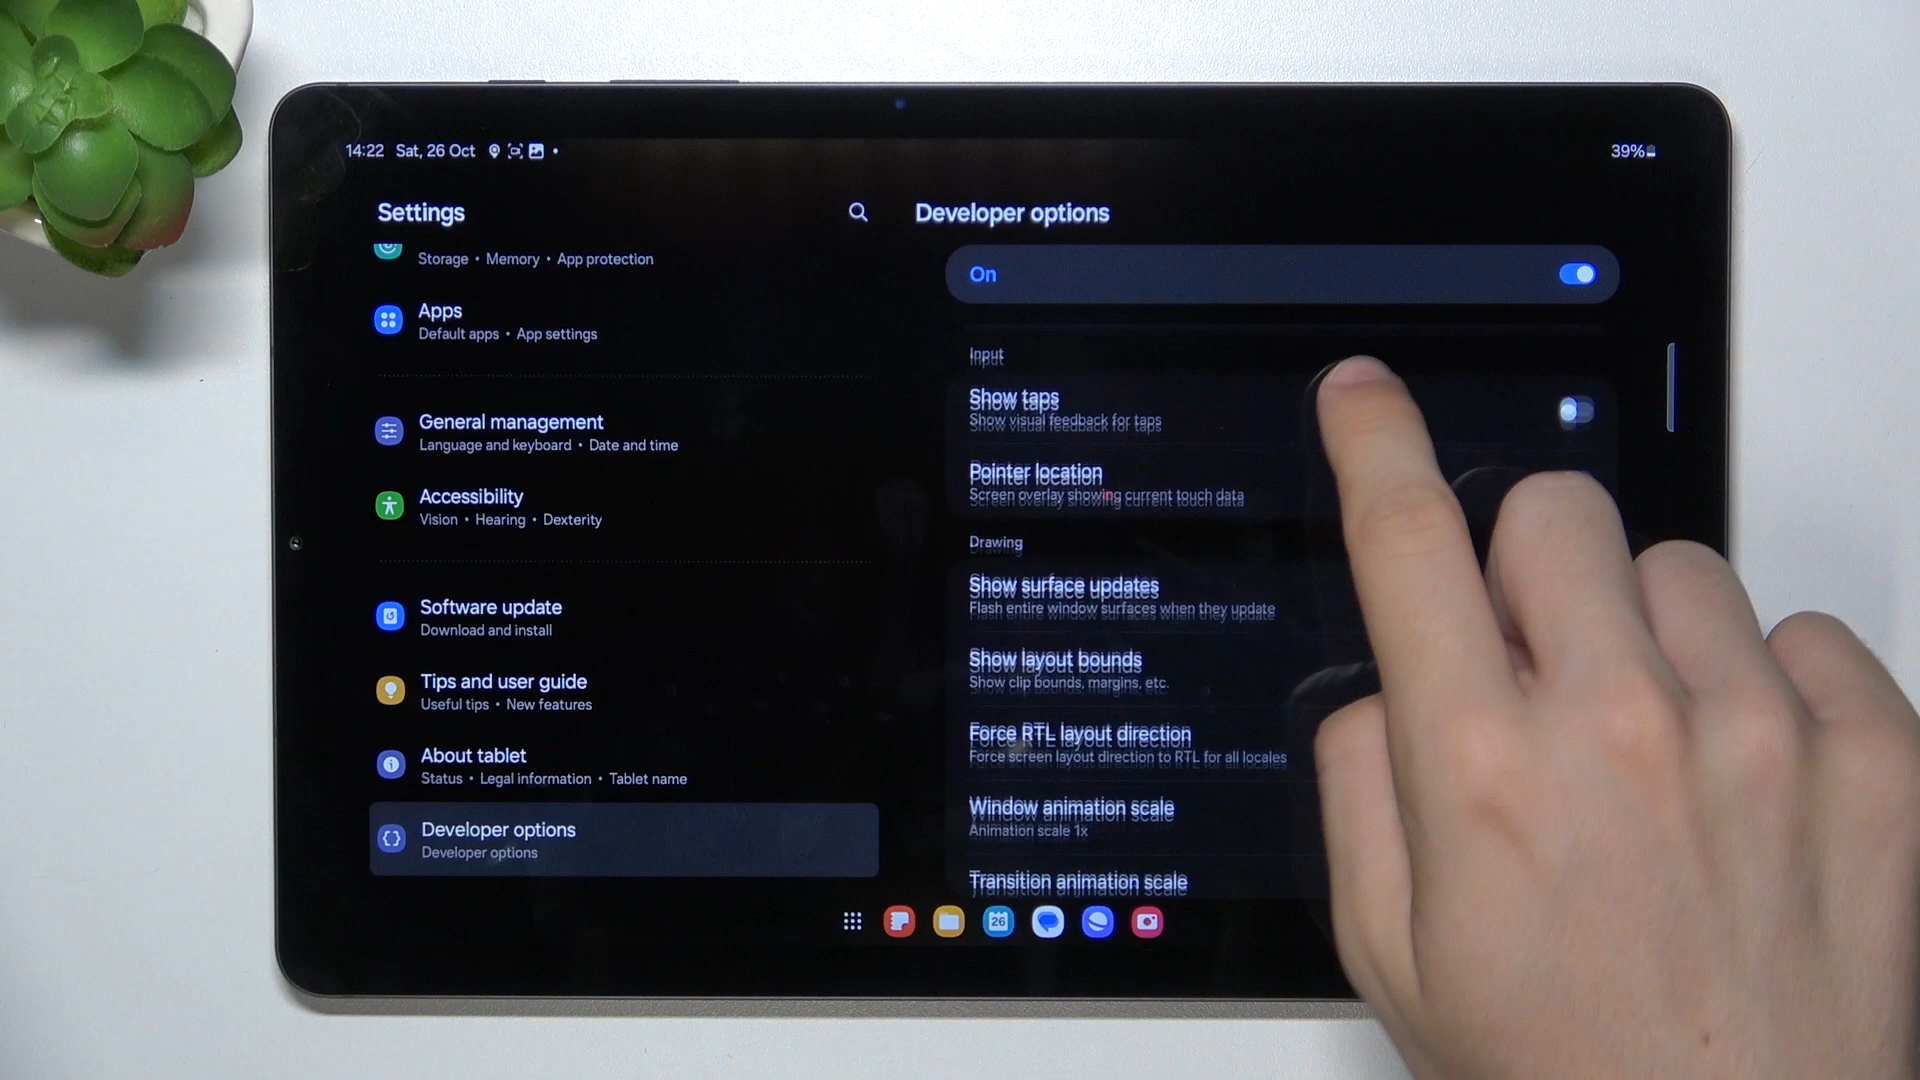 14:22 Sat, 26 Oct
39%
Settings
Storage • Memory • App protection
Apps
Default apps • App settings
General management
Language and keyboard • Date and time
Accessibility
Vision • Hearing • Dexterity
Software update
Download and install
Tips and user guide
Useful tips • New features
About tablet
Status • Legal information • Tablet name
Developer options
Developer options
Developer options
On
Input
Show taps
Show visual feedback for taps
Pointer location
Screen overlay showing current touch data
Drawing
Show surface updates
Flash entire window surfaces when they update
Show layout bounds
Show clip bounds, margins, etc.
Force RTL layout direction
Force screen layout direction to RTL for all locales
Window animation scale
Animation scale 1x
Transition animation scale
26